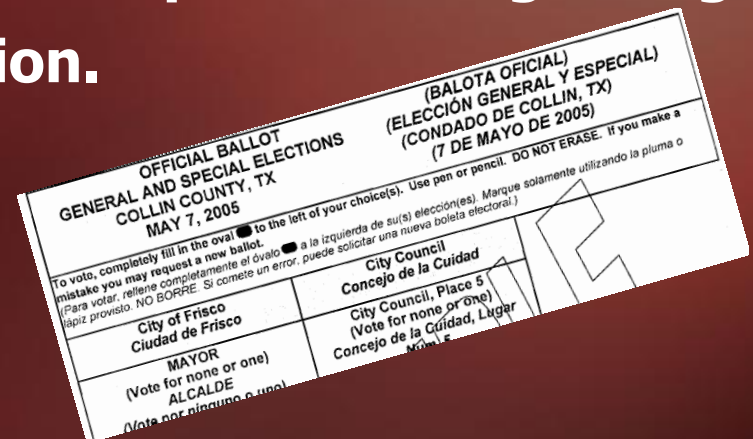 ion.
OFFICIAL BALLOT
GENERAL AND SPECIAL ELECTIONS
COLLIN COUNTY, TX
MAY 7, 2005
(BALOTA OFICIAL)
(ELECCIÓN GENERAL Y ESPECIAL)
(CONDADO DE COLLIN, TX)
(7 DE MAYO DE 2005)
To vote, completely fill in the oval to the left of your choice(s). Use pen or pencil. DO NOT ERASE. If you make a
mistake you may request a new ballot.
(Para votar, rellene completamente el óvalo a la izquierda de su(s) elección(es). Marque solamente utilizando la pluma o
lápiz provisto. NO BORRE. Si comete un error, puede solicitar una nueva boleta electoral.)
City of Frisco
Ciudad de Frisco
MAYOR
(Vote for none or one)
ALCALDE
(Vote por ninguno o uno)
City Council
Concejo de la Cuidad
City Council, Place 5
(Vote for none or one)
Concejo de la Cuidad, Lugar
Núm. 5